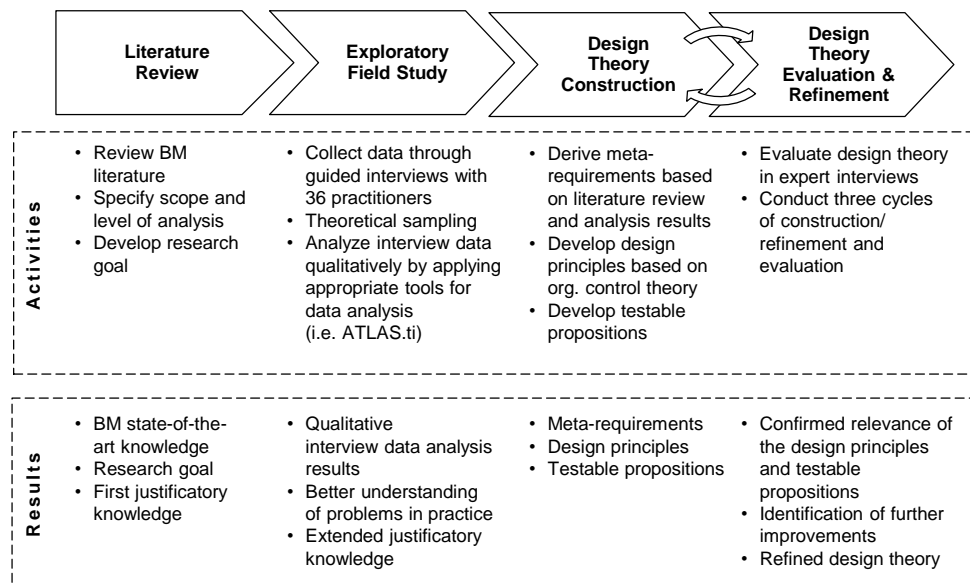 Literature
Review
Exploratory
Field Study
Design
Theory
Construction
Design
Theory
Evaluation &
Refinement
Activities
• Review BM
literature
• Specify scope and
level of analysis
• Develop research
goal
• Collect data through
guided interviews with
36 practitioners
• Theoretical sampling
• Analyze interview data
qualitatively by applying
appropriate tools for
data analysis
(i.e. ATLAS.ti)
• Derive meta-
requirements based
on literature review
and analysis results
• Develop design
principles based on
org. control theory
• Develop testable
propositions
• Evaluate design theory
in expert interviews
• Conduct three cycles
of construction/
refinement and
evaluation
Results
• BM state-of-the-
art knowledge
• Research goal
• First justificatory
knowledge
• Qualitative
interview data analysis
results
• Better understanding
of problems in practice
• Extended justificatory
knowledge
• Meta-requirements
• Design principles
• Testable propositions
• Confirmed relevance of
the design principles
and testable
propositions
• Identification of further
improvements
• Refined design theory